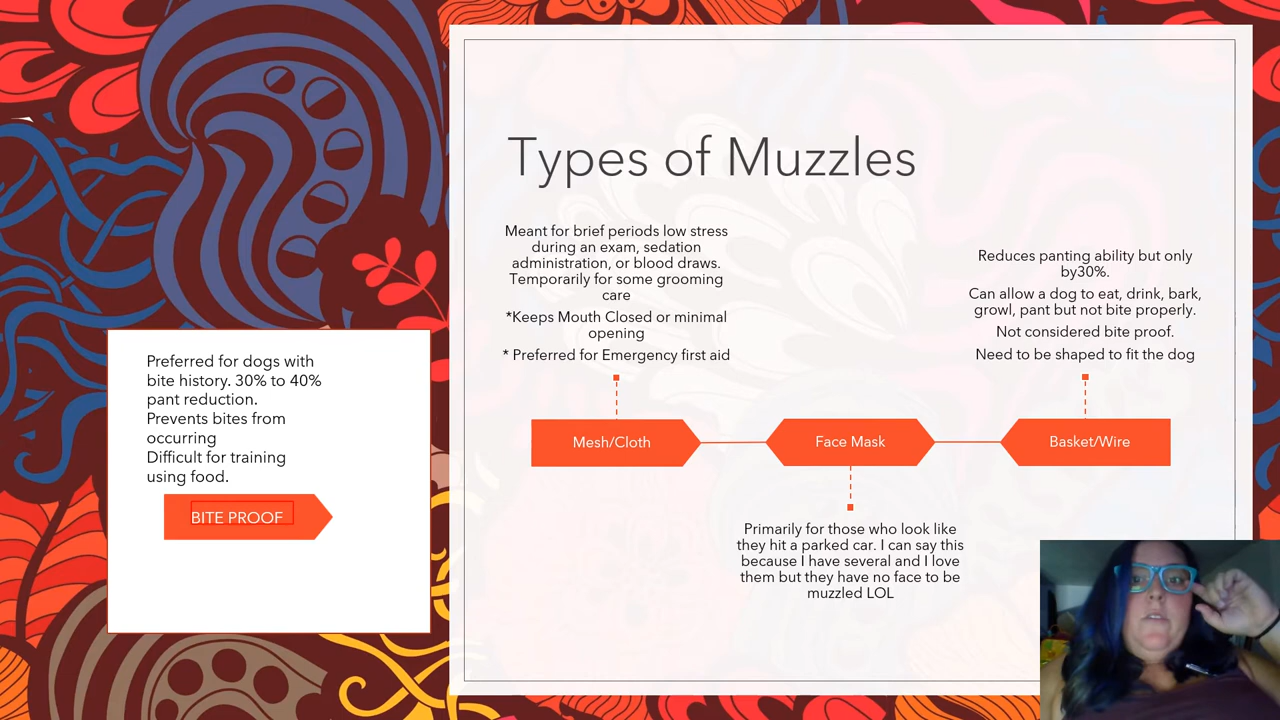 Types of Muzzles
Meant for brief periods low stress
during an exam, sedation
administration, or blood draws.
Temporarily for some grooming
care
*Keeps Mouth Closed or minimal
opening
* Preferred for Emergency first aid
Reduces panting ability but only
by30%.
Can allow a dog to eat, drink, bark,
growl, pant but not bite properly.
Not considered bite proof.
Need to be shaped to fit the dog
Mesh/Cloth
Face Mask
Basket/Wire
Primarily for those who look like
they hit a parked car. I can say this
because I have several and I love
them but they have no face to be
muzzled LOL
Preferred for dogs with
bite history. 30% to 40%
pant reduction.
Prevents bites from
occurring
Difficult for training
using food.
BITE PROOF